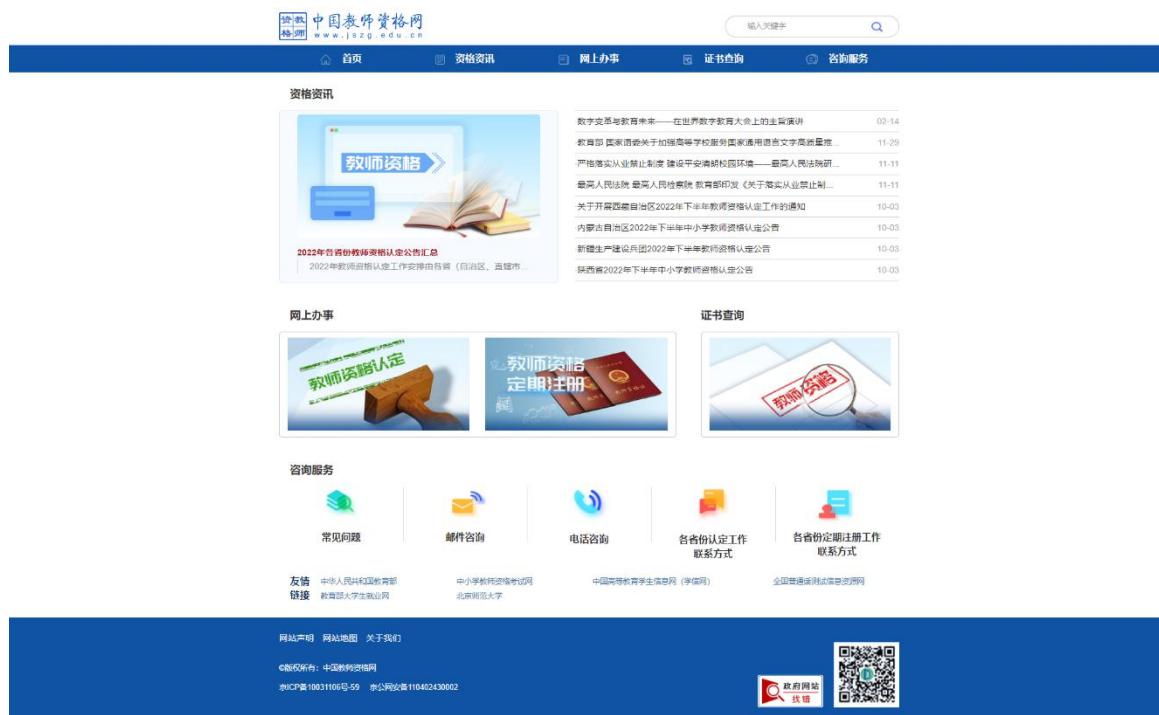 资教 中国教师资格网
格师 www.jszg.edu.cn
输入关键字
首页 资格资讯 网上办事 证书查询 咨询服务
资格资讯
教师资格
2022年各省份教师资格认定公告汇总
2022年教师资格认定工作安排由各省（自治区、直辖市...
数字变革与教育未来——在世界数字教育大会上的主旨演讲 02-14
教育部 国家语委关于加强高等学校服务国家通用语言文字高质量推... 11-29
严格落实从业禁止制度 建设平安清朗校园环境——最高人民法院研... 11-11
最高人民法院 最高人民检察院 教育部印发《关于落实从业禁止制... 11-11
关于开展西藏自治区2022年下半年教师资格认定工作的通知 10-03
内蒙古自治区2022年下半年中小学教师资格认定公告 10-03
新疆生产建设兵团2022年下半年教师资格认定公告 10-03
陕西省2022年下半年中小学教师资格认定公告 10-03
网上办事
教师资格认定
教师资格
定期注册
证书查询
教师资格
咨询服务
常见问题
邮件咨询
电话咨询
各省份认定工作
联系方式
各省份定期注册工作
联系方式
友情
链接
中华人民共和国教育部 中小学教师资格考试网 中国高等教育学生信息网（学信网） 全国普通话测试信息资源网
教育部大学生就业网 北京师范大学
网站声明 网站地图 关于我们
©版权所有：中国教师资格网
京ICP备10031106号-59 京公网安备110402430002
政府网站
找错